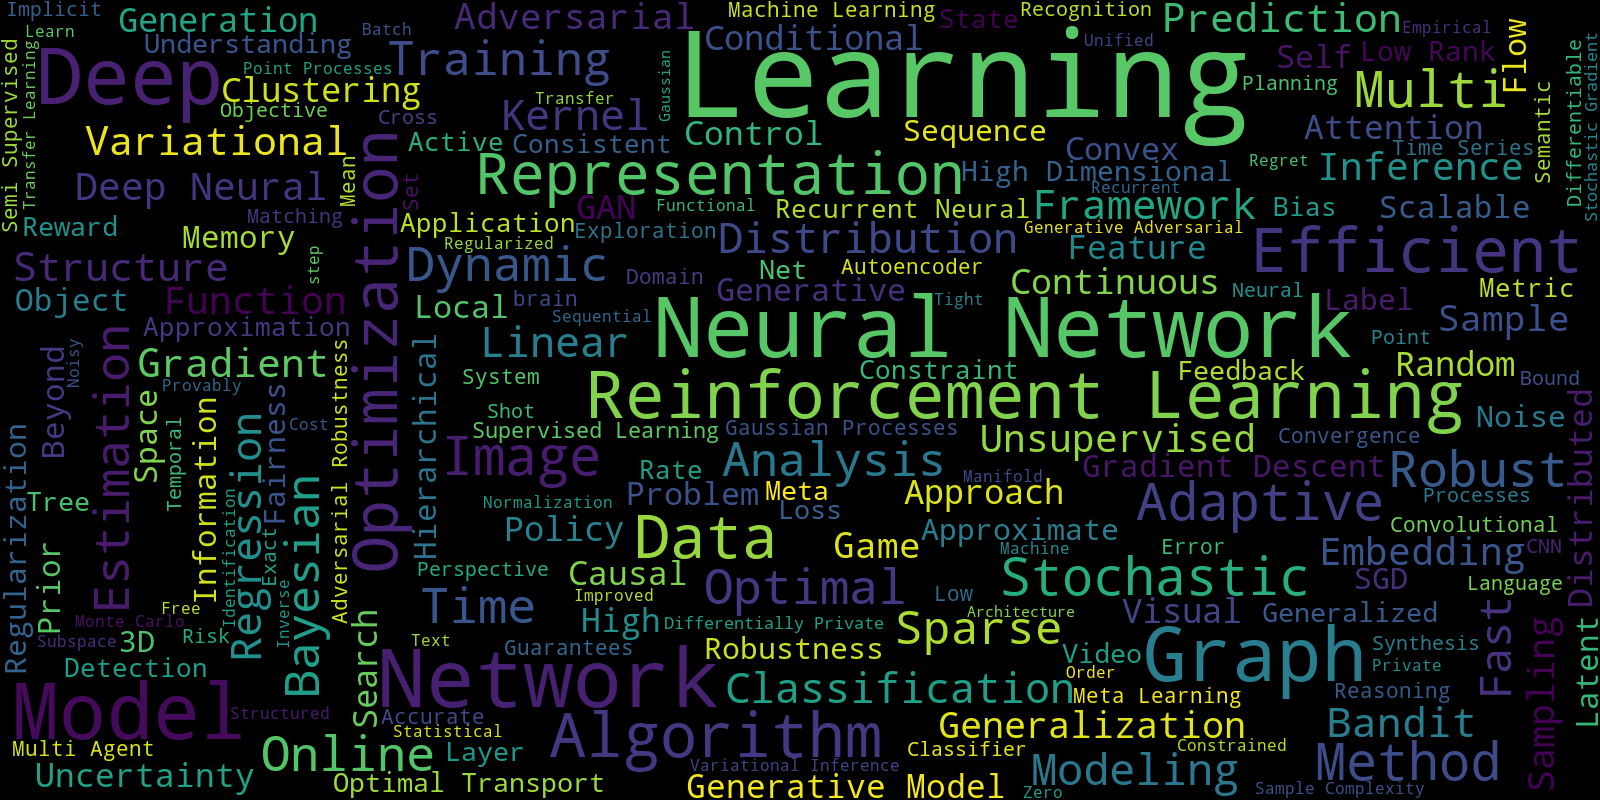 Implicit
Generation
Batch
Adversarial
Machine Learning
State
Recognition
Prediction
Empirical
Flow
Learn
Understanding
Training
Conditional
Learning
Unified
Self
Low Rank
Deep
Point Processes
Clustering
Objective
Transfer
Cross
Kernel
Gaussian
Planning
Multi
Semantic
Differentiable
Stochastic Gradient
Semi Supervised
Transfer Learning
Variational
Active
Consistent
Control
Sequence
Convex
Attention
Time Series
Regret
Inference
Deep Neural
Mean
Optimization
Set
Representation
High Dimensional
Recurrent
Matching
Reward
Application
GAN
Functional
Recurrent Neural
Framework
Bias
Scalable
Memory
step
Regularized
Exploration
Distribution
Generative Adversarial
Feature
Efficient
Structure
Dynamic
Domain
Net
Autoencoder
Continuous
Neural
Label
Metric
Object
Function
Local
brain
Generative
Tight
Sample
Approximation
Sequential
Neural Network
Point
Beyond
Noisy
Estimation
Gradient
Hierarchical
Linear
Constraint
Feedback
Random
Provably
System
Reinforcement Learning
Bound
Space
Information
Fairness
Cost
Adversarial Robustness
Shot
Noise
Regularization
Temporal
Regression
Supervised Learning
Gaussian Processes
Unsupervised
Convergence
Distributed
Image
Rate
Analysis
Manifold
Gradient Descent
Robust
Tree
Identification
Exact
Bayesian
Normalization
Problem
Meta
Loss
Approach
Adaptive
Processes
Prior
Policy
Data
Game
Approximate
Machine
Error
Convolutional
Embedding
CNN
Inverse
Perspective
Causal
Optimal
Low
Stochastic
SGD
Language
Monte Carlo
Free
Time
Improved
High
Differentially Private
Architecture
Visual
Generalized
Fast
Subspace
3D
Risk
Search
Text
Guarantees
Robustness
Sparse
Video
Graph
Synthesis
Private
Sampling
Latent
Detection
Network
Classification
Order
Meta Learning
Reasoning
Model
Structured
Accurate
Statistical
Algorithm
Generalization
Bandit
Multi Agent
Online
Layer
Classifier
Constrained
Method
Uncertainty
Optimal Transport
Variational Inference
Generative Model
Modeling
Zero
Sample Complexity